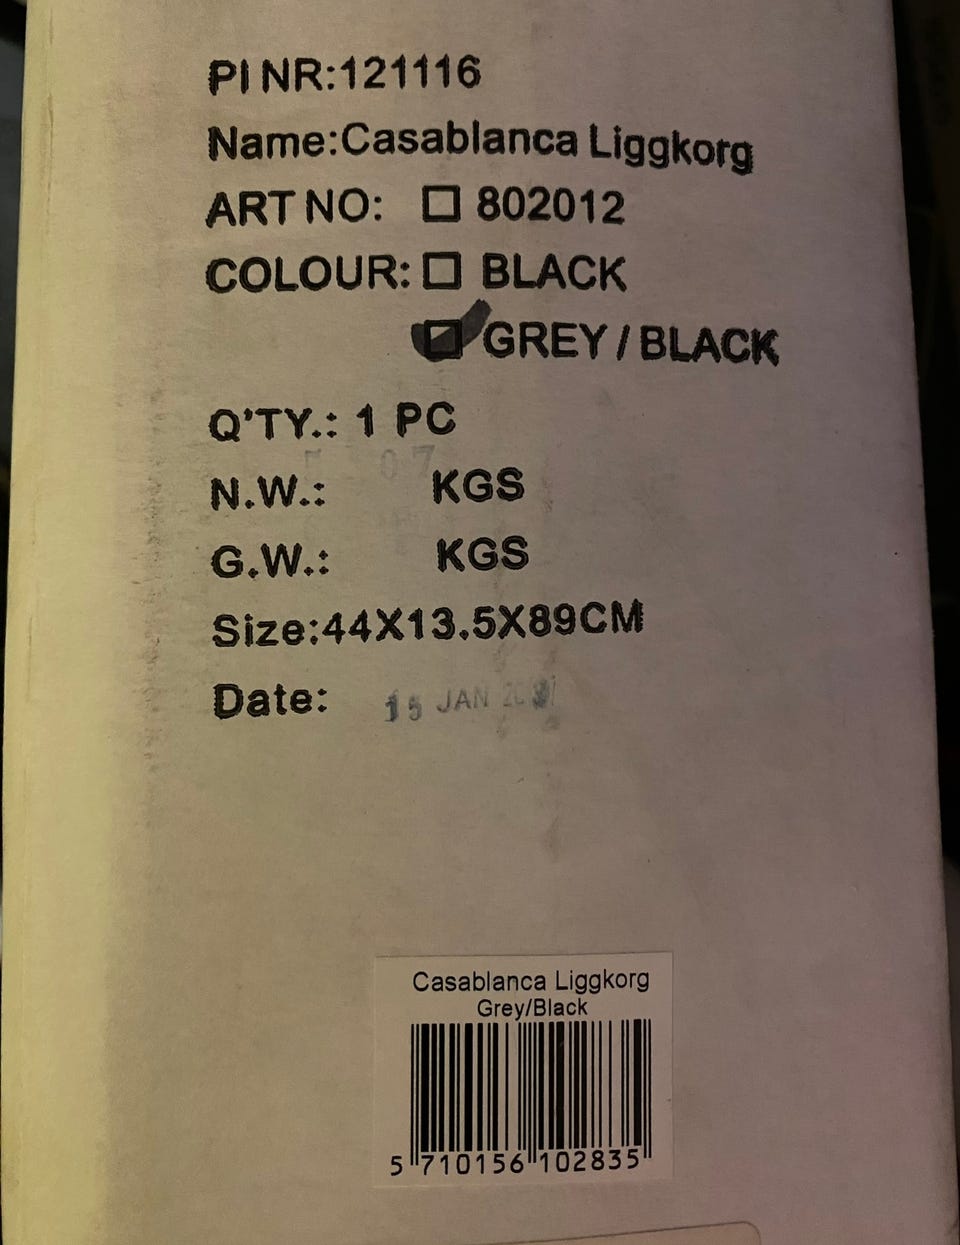 PI NR:121116
Name:Casablanca Liggkorg
ART NO: ☐ 802012
COLOUR: ☐ BLACK
☑ GREY / BLACK
Q'TY.: 1 PC
N.W.: KGS
G.W.: KGS
Size:44X13.5X89CM
Date: 15 JAN
Casablanca Liggkorg
Grey/Black
5 710156 102835